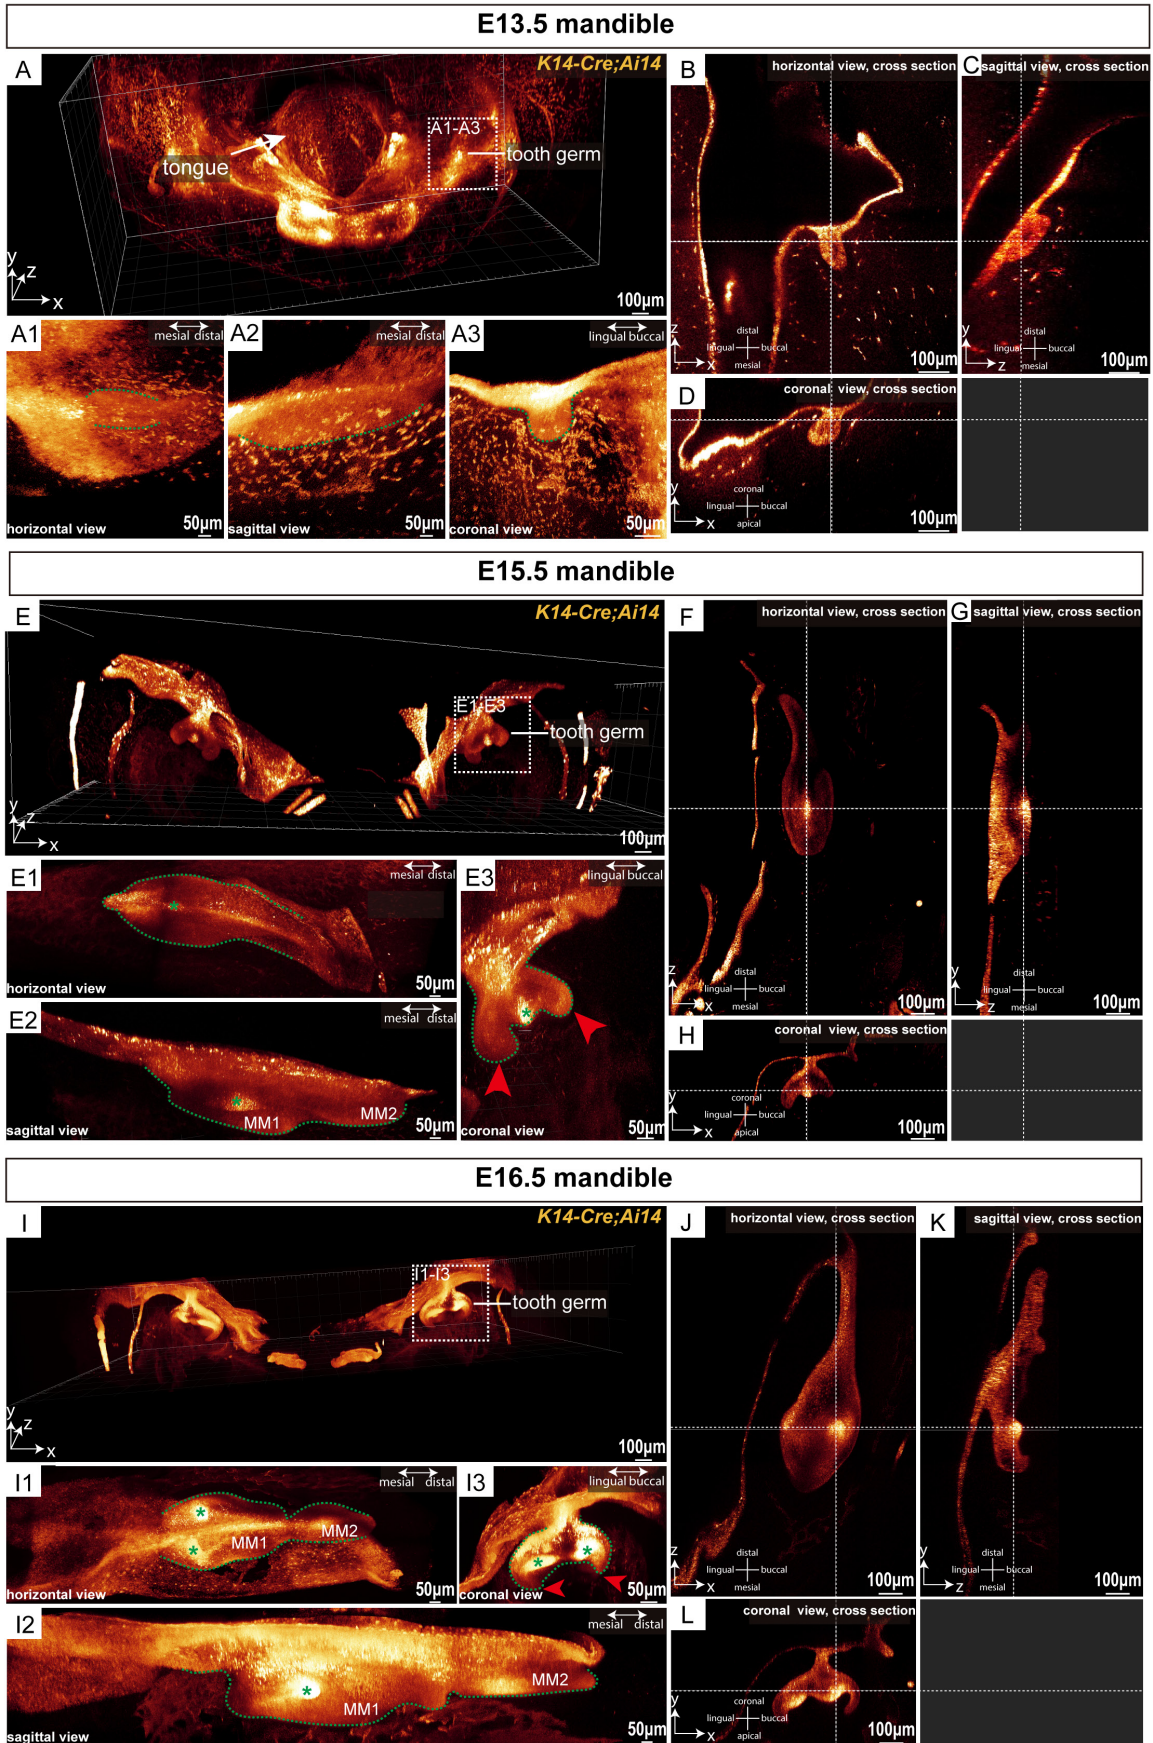 E13.5 mandible
A
K14-Cre;Ai14
A1-A3
tongue
tooth germ
y
z
x
100μm
B
horizontal view, cross section
z
x
distal
lingual buccal
mesial
100μm
C
sagittal view, cross section
y
z
distal
lingual buccal
mesial
100μm
A1
mesial distal
horizontal view
50μm
A2
mesial distal
sagittal view
50μm
A3
lingual buccal
coronal view
50μm
D
coronal view, cross section
y
x
coronal
lingual buccal
apical
100μm
E15.5 mandible
E
K14-Cre;Ai14
E1-E3
tooth germ
y
z
x
100μm
F
horizontal view, cross section
z
x
distal
lingual buccal
mesial
100μm
G
sagittal view, cross section
y
z
distal
lingual buccal
mesial
100μm
E1
mesial distal
*
horizontal view
50μm
E2
mesial distal
*
MM1
MM2
sagittal view
50μm
E3
lingual buccal
*
coronal view
50μm
H
coronal view, cross section
y
x
coronal
lingual buccal
apical
100μm
E16.5 mandible
I
K14-Cre;Ai14
I1-I3
tooth germ
y
z
x
100μm
J
horizontal view, cross section
z
x
distal
lingual buccal
mesial
100μm
K
sagittal view, cross section
y
z
distal
lingual buccal
mesial
100μm
I1
mesial distal
*
*
MM1
MM2
horizontal view
50μm
I3
lingual buccal
*
*
coronal view
50μm
I2
mesial distal
*
MM1
MM2
sagittal view
50μm
L
coronal view, cross section
y
x
coronal
lingual buccal
apical
100μm